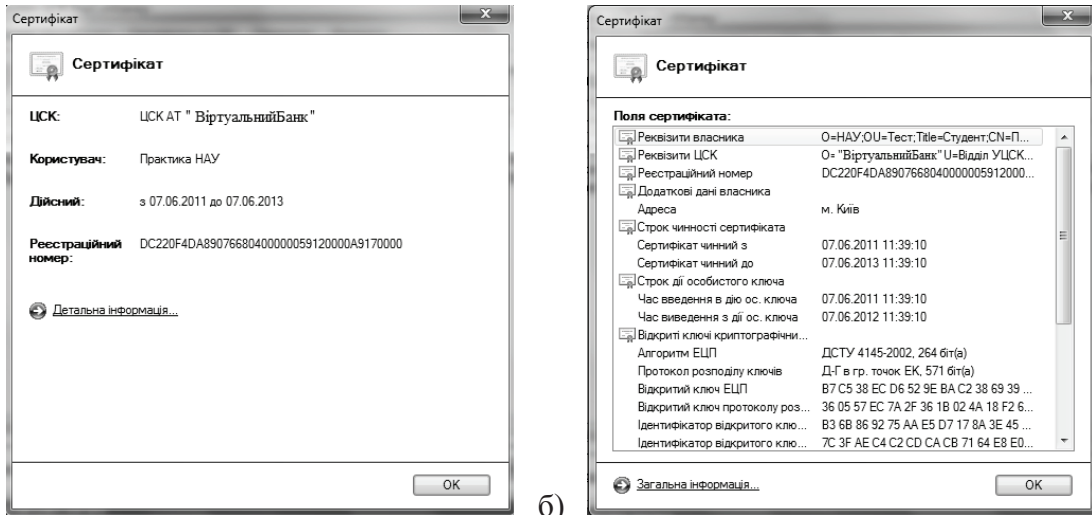 Сертифікат
X
Сертифікат
ЦСК: ЦСК АТ " ВіртуальнийБанк"
Користувач: Практика НАУ
Дійсний: з 07.06.2011 до 07.06.2013
Реєстраційний номер: DC220F4DA89076680400000059120000A9170000
Детальна інформація...
OK
б)
Сертифікат
X
Сертифікат
Поля сертифіката:
Реквізити власника O=НАУ;OU=Тест;Title=Студент;CN=П...
Реквізити ЦСК O= "ВіртуальнийБанк" U=Відділ УЦСК...
Реєстраційний номер DC220F4DA8907668040000005912000...
Додаткові дані власника
Адреса м. Київ
Строк чинності сертифіката
Сертифікат чинний з 07.06.2011 11:39:10
Сертифікат чинний до 07.06.2013 11:39:10
Строк дії особистого ключа
Час введення в дію ос. ключа 07.06.2011 11:39:10
Час виведення з дії ос. ключа 07.06.2012 11:39:10
Відкриті ключі криптографічни...
Алгоритм ЕЦП ДСТУ 4145-2002, 264 біт(а)
Протокол розподілу ключів Д-Г в гр. точок ЕК, 571 біт(а)
Відкритий ключ ЕЦП B7 C5 38 EC D6 52 9E BA C2 38 69 39 ...
Відкритий ключ протоколу роз... 36 05 57 EC 7A 2F 36 1B 02 4A 18 F2 6...
Ідентифікатор відкритого клю... B3 6B 86 92 75 AA E5 D7 17 8A 3E 45 ...
Ідентифікатор відкритого клю... 7C 3F AE C4 C2 CD CA CB 71 64 E8 E0...
Загальна інформація...
OK